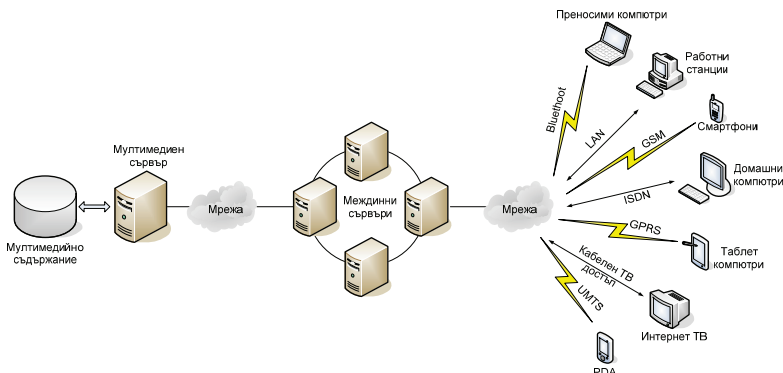 Преносими компютри
Работни
станции
Bluethoot
LAN
GSM
Смартфони
Мултимедиен
сървър
Домашни
компютри
Междинни
сървъри
Мрежа
Мрежа
ISDN
GPRS
Мултимедийно
съдържание
Таблет
компютри
Кабелен ТВ
достъп
UMTS
Интернет ТВ
PDA